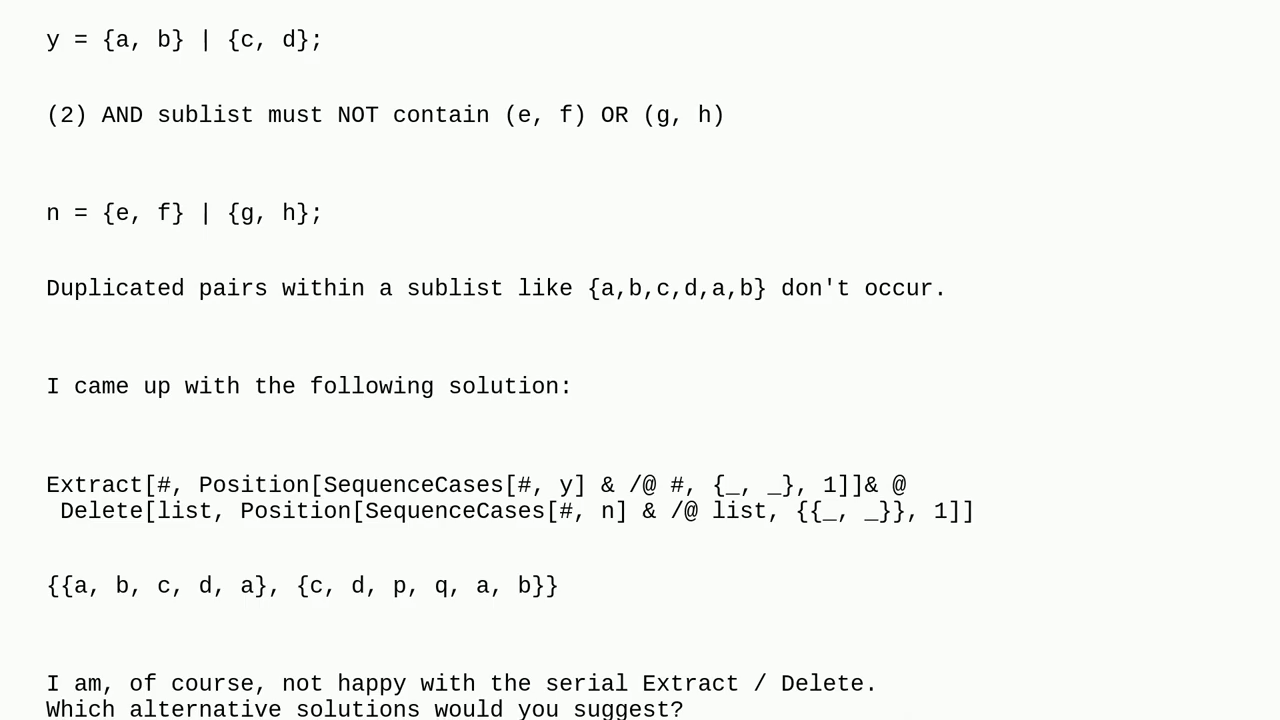 y = {a, b} | {c, d};
(2) AND sublist must NOT contain (e, f) OR (g, h)
n = {e, f} | {g, h};
Duplicated pairs within a sublist like {a,b,c,d,a,b} don't occur.
I came up with the following solution:
Extract[#, Position[SequenceCases[#, y] & /@ #, {_, _}, 1]]& @
Delete[list, Position[SequenceCases[#, n] & /@ list, {{_, _}}, 1]]
{{a, b, c, d, a}, {c, d, p, q, a, b}}
I am, of course, not happy with the serial Extract / Delete.
Which alternative solutions would you suggest?